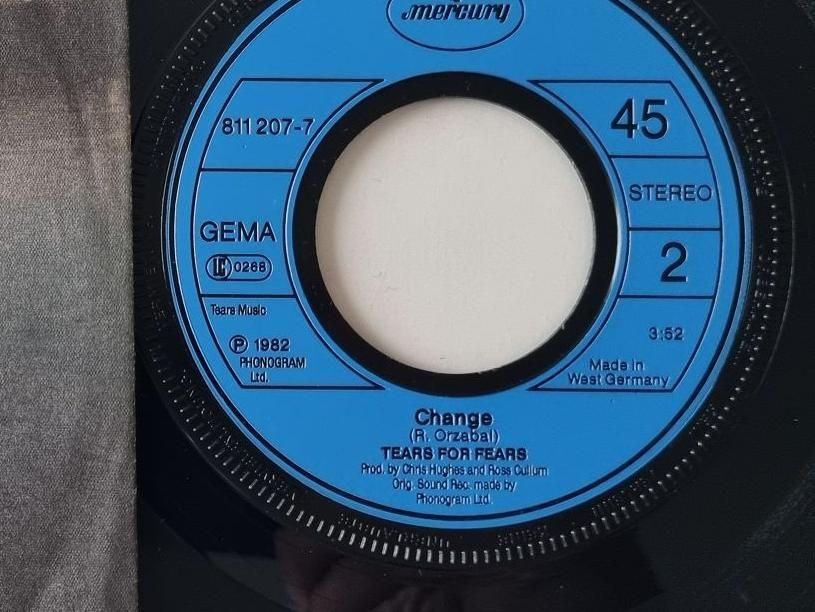 mercury
811 207-7
45
STEREO
GEMA
LC 0268
2
Tears Music
3:52
℗ 1982
PHONOGRAM
Ltd.
Made in
West Germany
Change
(R. Orzabal)
TEARS FOR FEARS
Prod. by Chris Hughes and Ross Cullum
Orig. Sound Rec. made by
Phonogram Ltd.